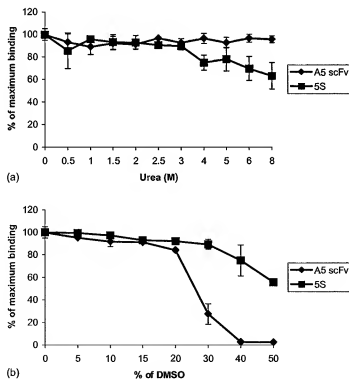 120
100
80
60
40
20
0
% of maximum binding
0 0.5 1 1.5 2 2.5 3 4 5 6 8
Urea (M)
A5 scFv
5S
(a)
120
100
80
60
40
20
0
% of maximum binding
0 5 10 15 20 30 40 50
% of DMSO
A5 scFv
5S
(b)